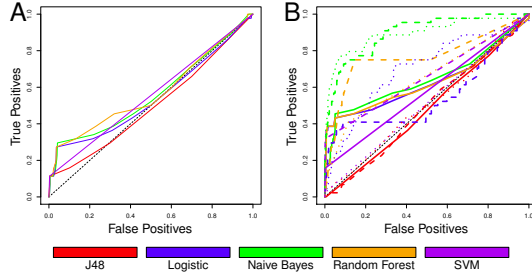 A
B
True Positives
1.0
0.8
0.6
0.4
0.2
0.0
0.0 0.2 0.4 0.6 0.8 1.0
False Positives
True Positives
1.0
0.8
0.6
0.4
0.2
0.0
0.0 0.2 0.4 0.6 0.8 1.0
False Positives
J48 Logistic Naive Bayes Random Forest SVM